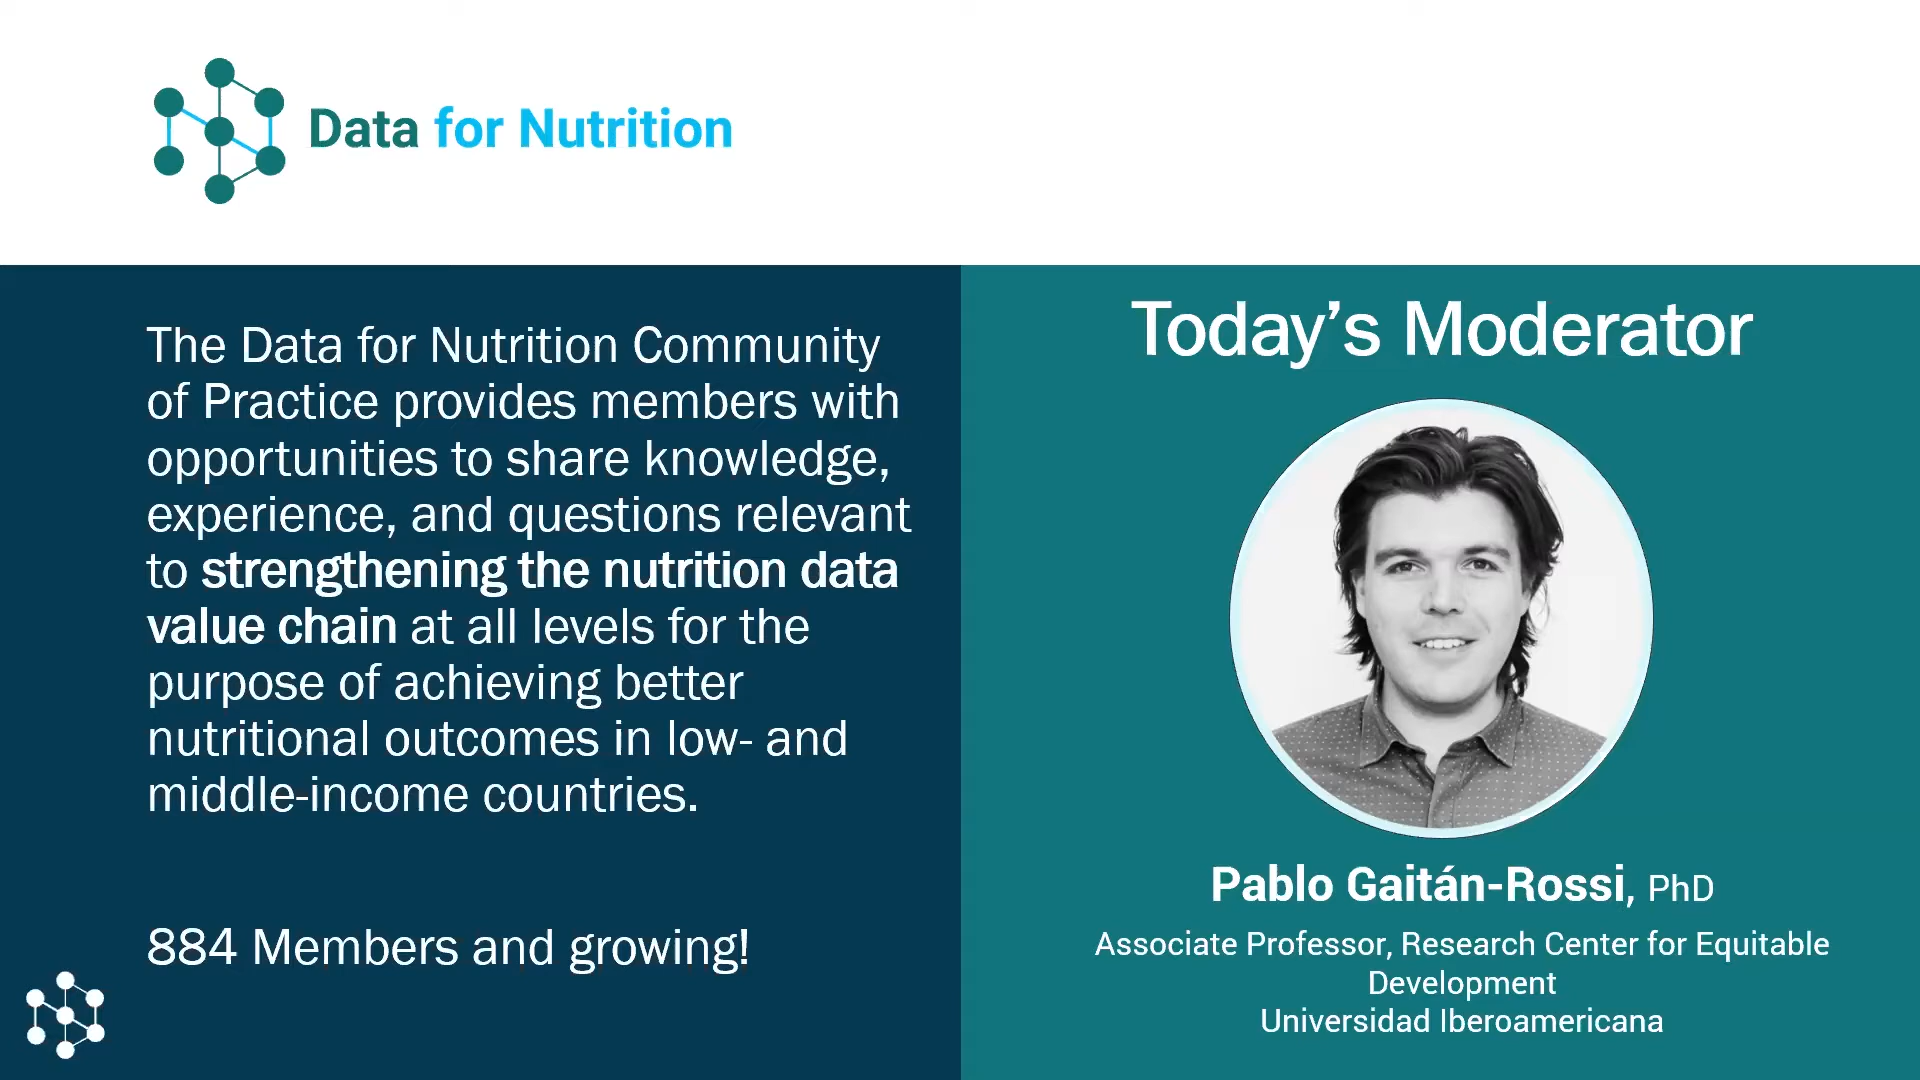 Data for Nutrition
The Data for Nutrition Community
of Practice provides members with
opportunities to share knowledge,
experience, and questions relevant
to strengthening the nutrition data
value chain at all levels for the
purpose of achieving better
nutritional outcomes in low- and
middle-income countries.
884 Members and growing!
Today’s Moderator
Pablo Gaitán-Rossi, PhD
Associate Professor, Research Center for Equitable
Development
Universidad Iberoamericana